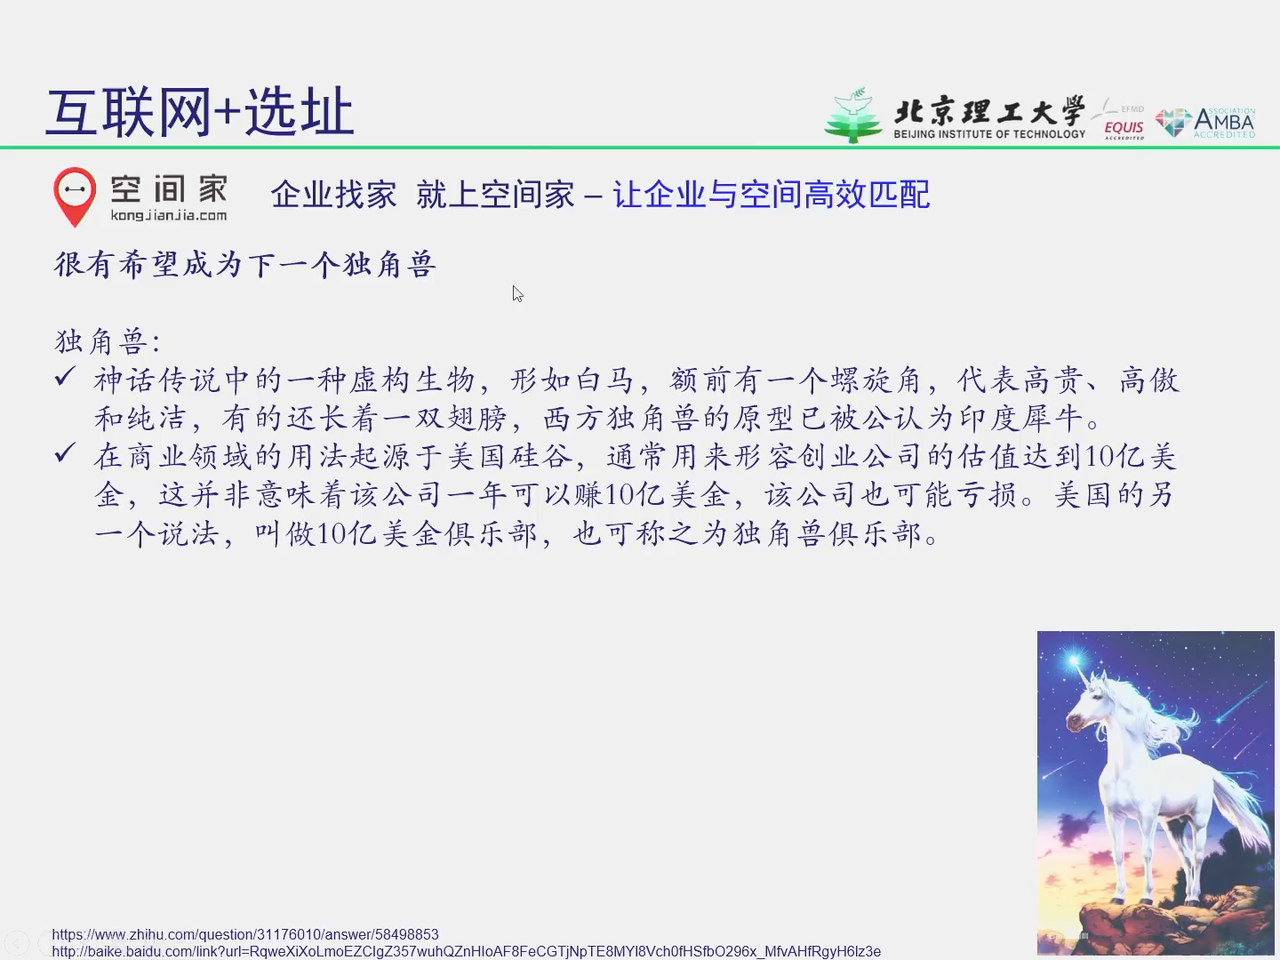 互联网+选址
北京理工大学
BEIJING INSTITUTE OF TECHNOLOGY
EFMD
EQUIS
ACCREDITED
ASSOCIATION
AMBA
ACCREDITED
空间家
kongjianjia.com
企业找家 就上空间家 – 让企业与空间高效匹配
很有希望成为下一个独角兽
独角兽：
✓ 神话传说中的一种虚构生物，形如白马，额前有一个螺旋角，代表高贵、高傲
和纯洁，有的还长着一双翅膀，西方独角兽的原型已被公认为印度犀牛。
✓ 在商业领域的用法起源于美国硅谷，通常用来形容创业公司的估值达到10亿美
金，这并非意味着该公司一年可以赚10亿美金，该公司也可能亏损。美国的另
一个说法，叫做10亿美金俱乐部，也可称之为独角兽俱乐部。
https://www.zhihu.com/question/31176010/answer/58498853
http://baike.baidu.com/link?url=RqweXiXoLmoEZCIgZ357wuhQZnHIoAF8FeCGTjNpTE8MYI8Vch0fHSfbO296x_MfvAHfRgyH6lz3e